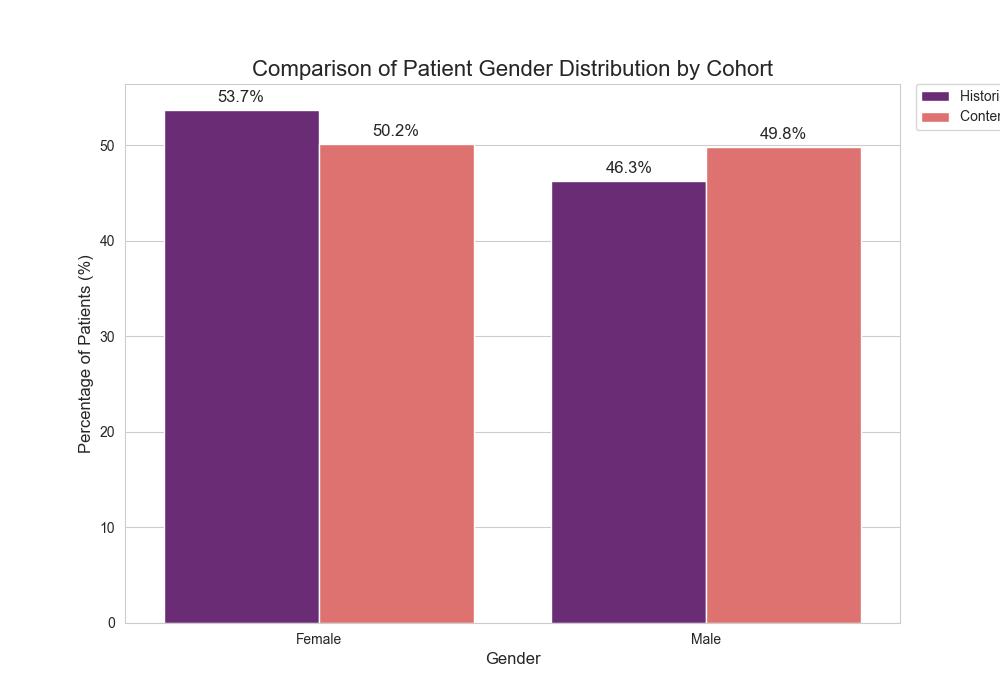 Comparison of Patient Gender Distribution by Cohort
53.7%
50.2%
46.3%
49.8%
50
40
30
20
10
0
Percentage of Patients (%)
Female
Male
Gender